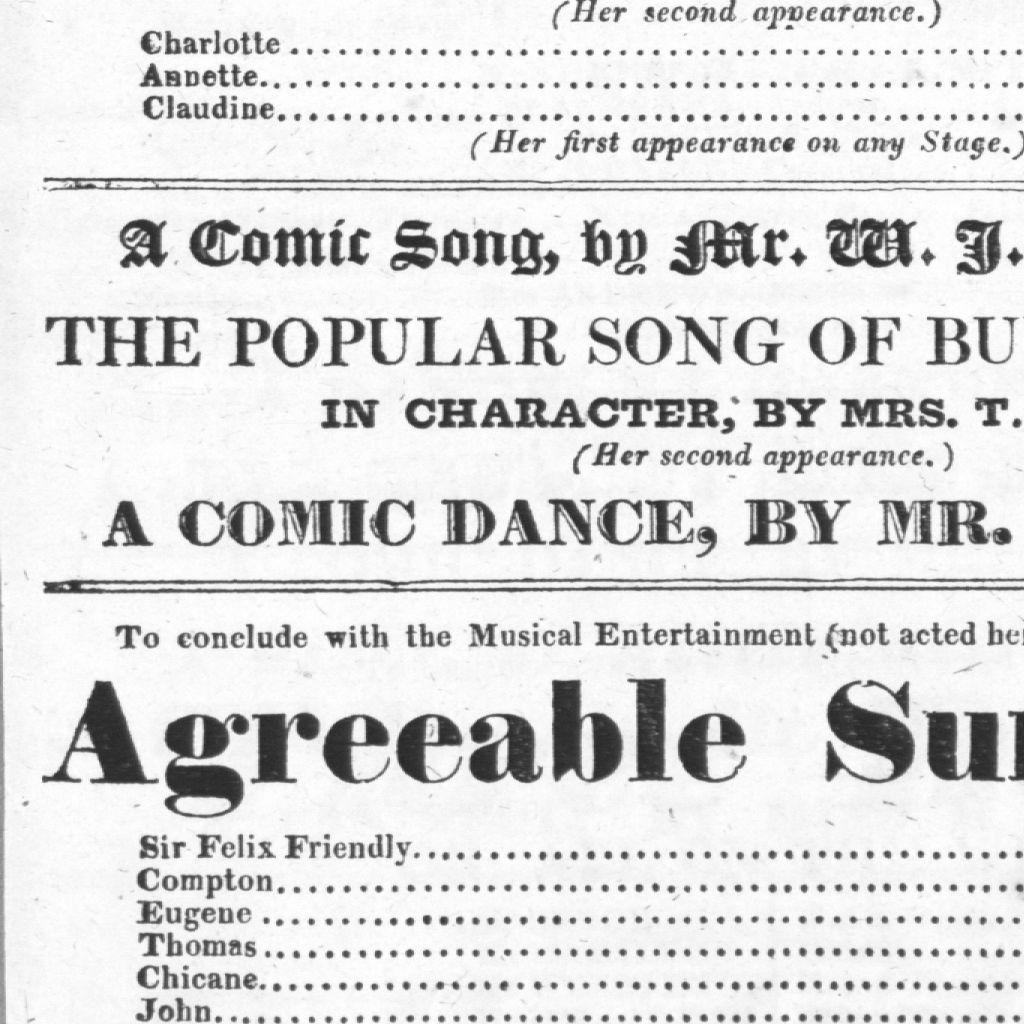 (Her second appearance.)
Charlotte ........................................
Annette........................................
Claudine........................................
(Her first appearance on any Stage.)
A Comic Song, by Mr. W. J.
THE POPULAR SONG OF BU
IN CHARACTER, BY MRS. T.
(Her second appearance.)
A COMIC DANCE, BY MR.
To conclude with the Musical Entertainment (not acted he
Agreeable Su
Sir Felix Friendly........................................
Compton........................................
Eugene ........................................
Thomas ........................................
Chicane........................................
John........................................